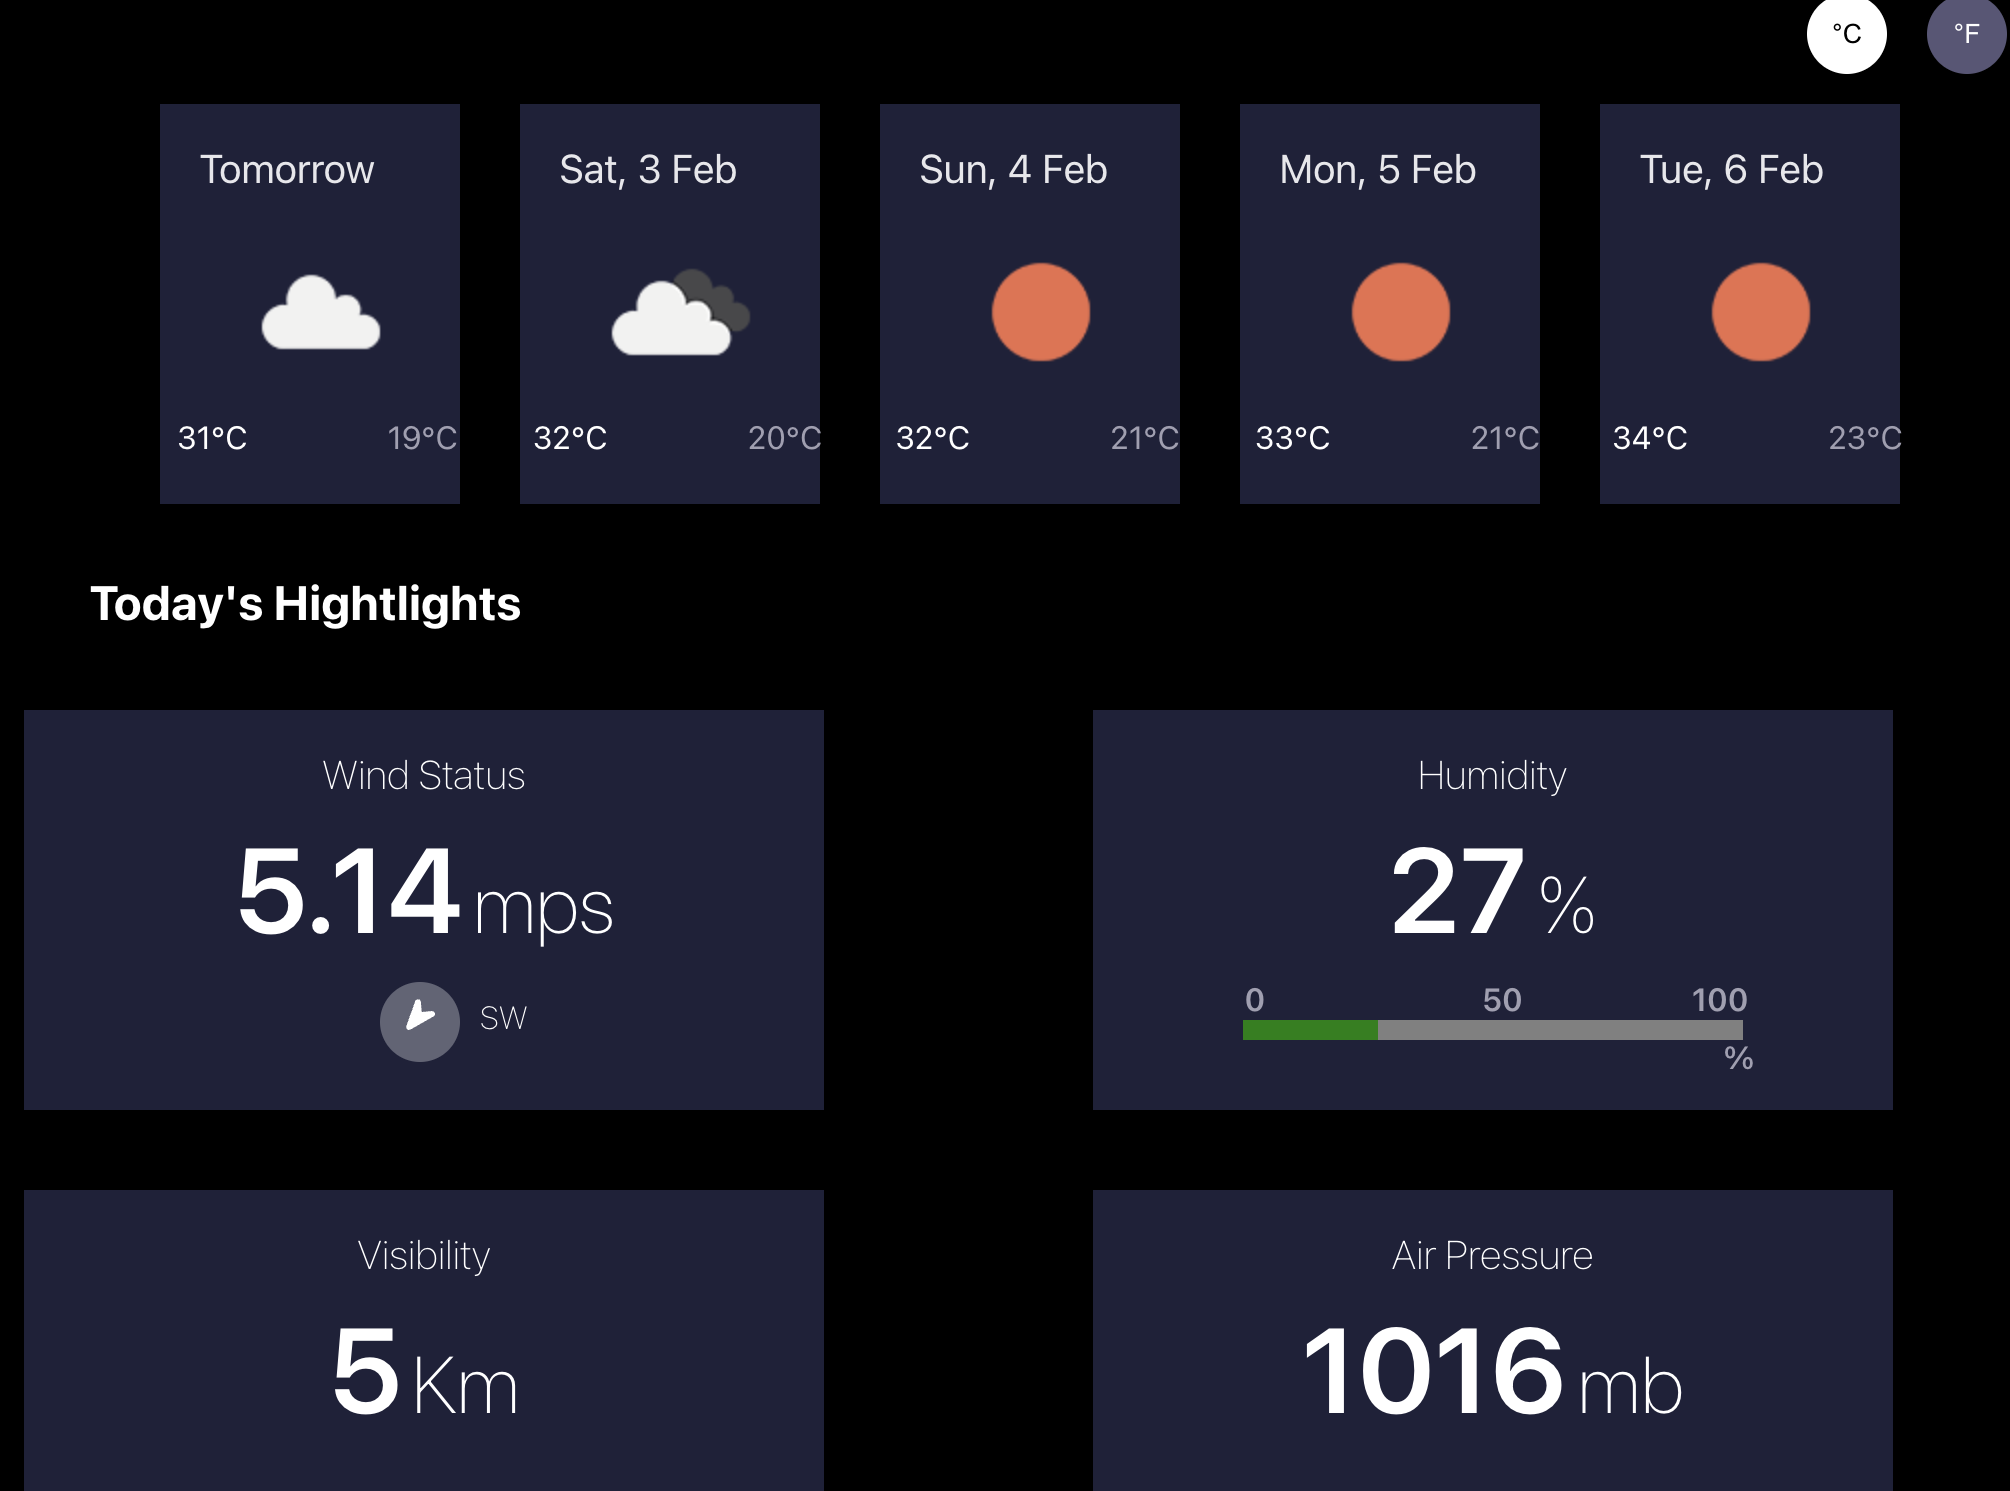 °C °F
Tomorrow
31°C 19°C
Sat, 3 Feb
32°C 20°C
Sun, 4 Feb
32°C 21°C
Mon, 5 Feb
33°C 21°C
Tue, 6 Feb
34°C 23°C
Today's Hightlights
Wind Status
5.14 mps
SW
Humidity
27 %
0 50 100
%
Visibility
5 Km
Air Pressure
1016 mb